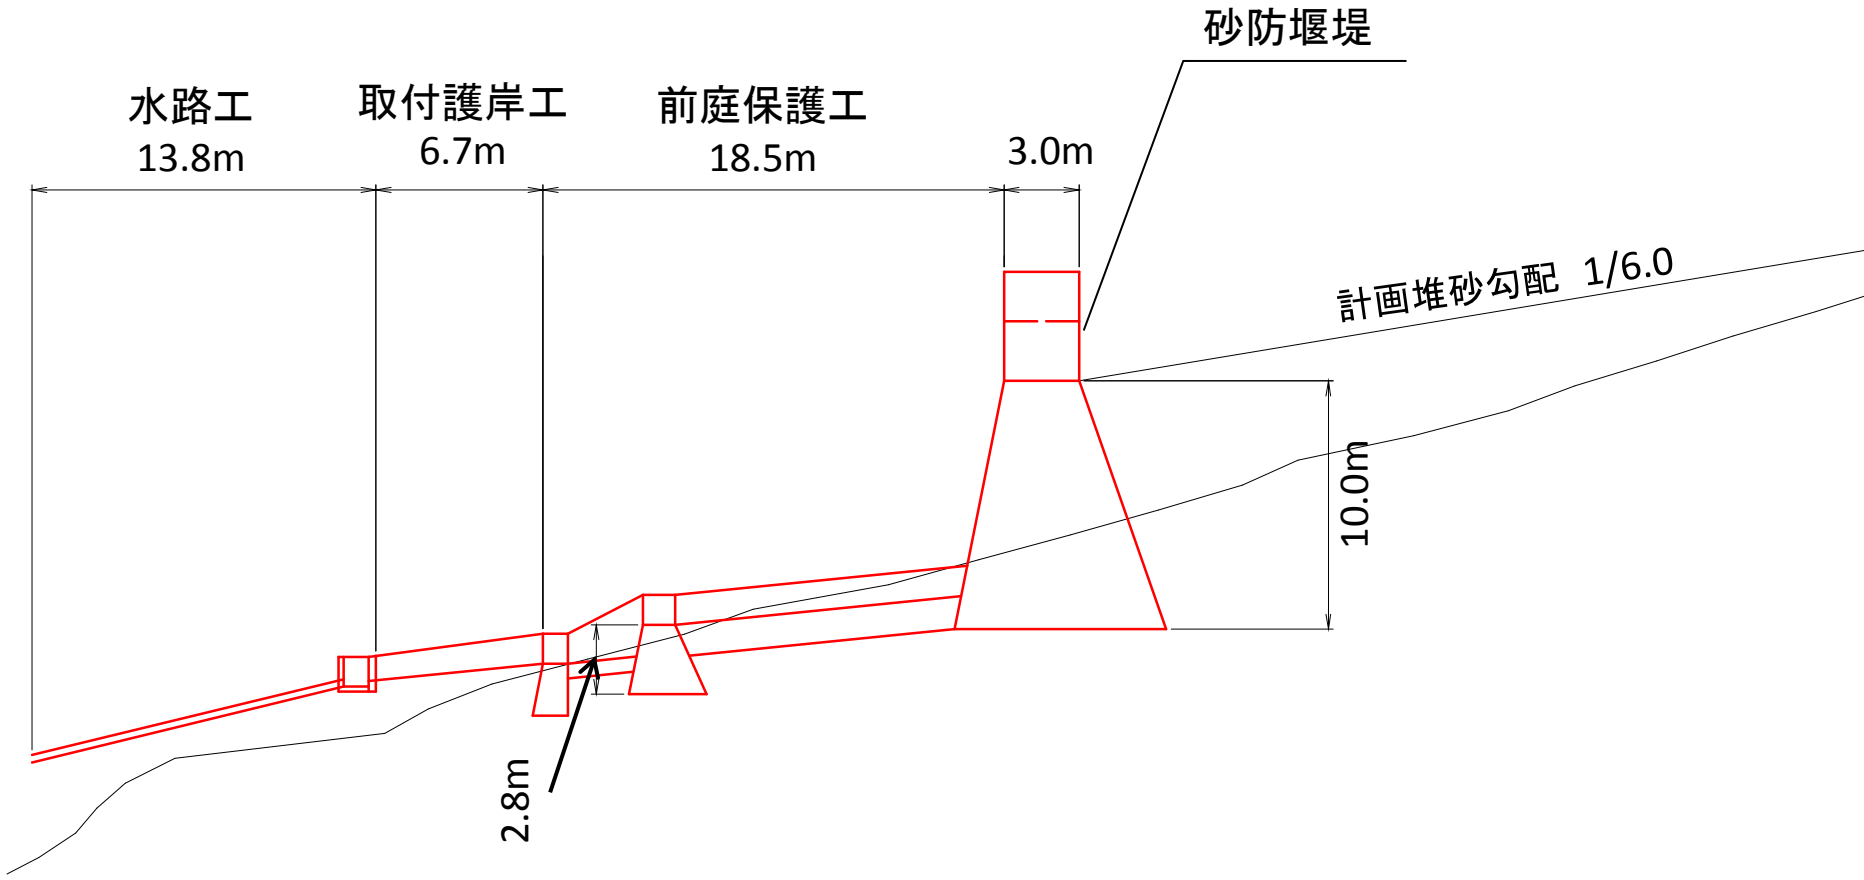 砂防堰堤
水路工
13.8m
取付護岸工
6.7m
前庭保護工
18.5m
3.0m
計画堆砂勾配 1/6.0
10.0m
2.8m